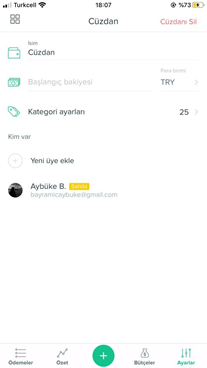 Turkcell 18:07 %73
Cüzdan Cüzdanı Sil
İsim
Cüzdan
Para birimi
Başlangıç bakiyesi TRY
Kategori ayarları 25
Kim var
Yeni üye ekle
Aybüke B. Sahibi
bayramicaybuke@gmail.com
Ödemeler Özet Bütçeler Ayarlar